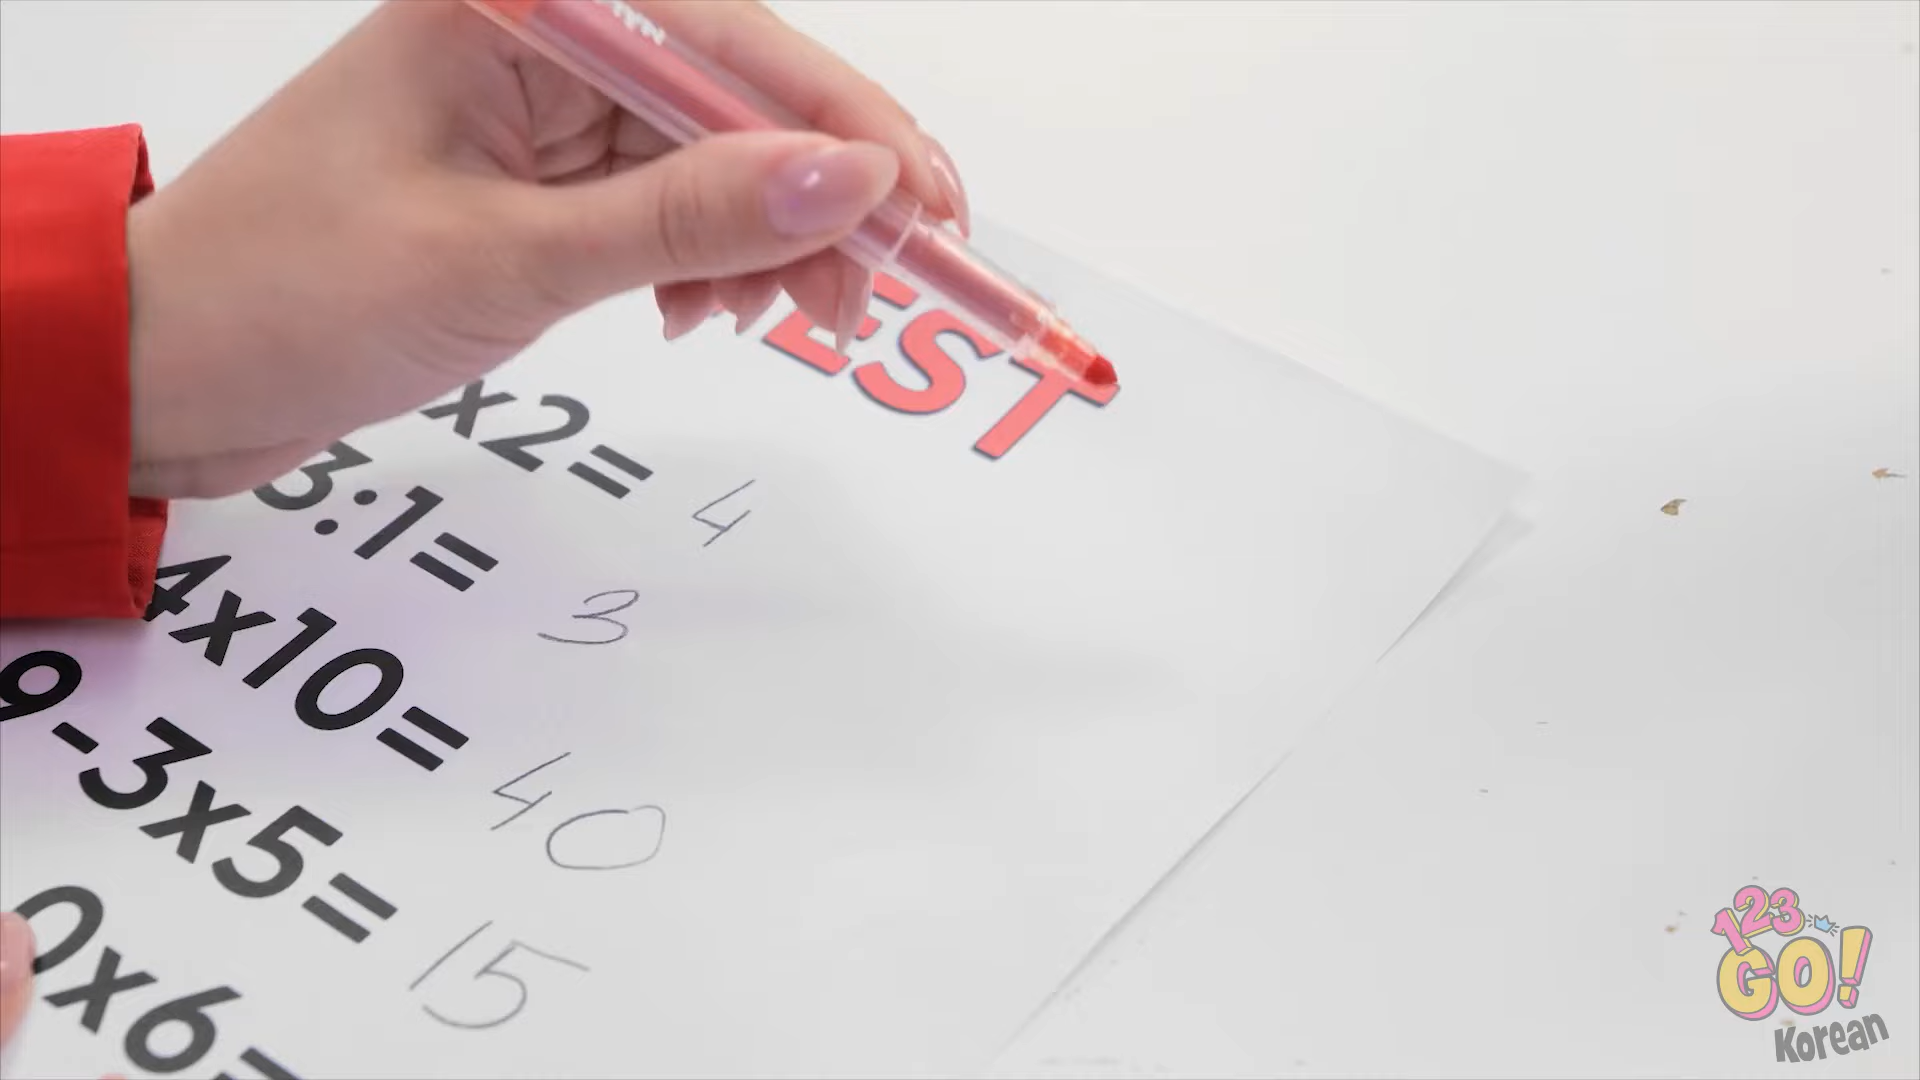 EST
x2= 4
3:1= 3
4x10= 40
9-3x5= 15
0x6=
123
GO!
Korean